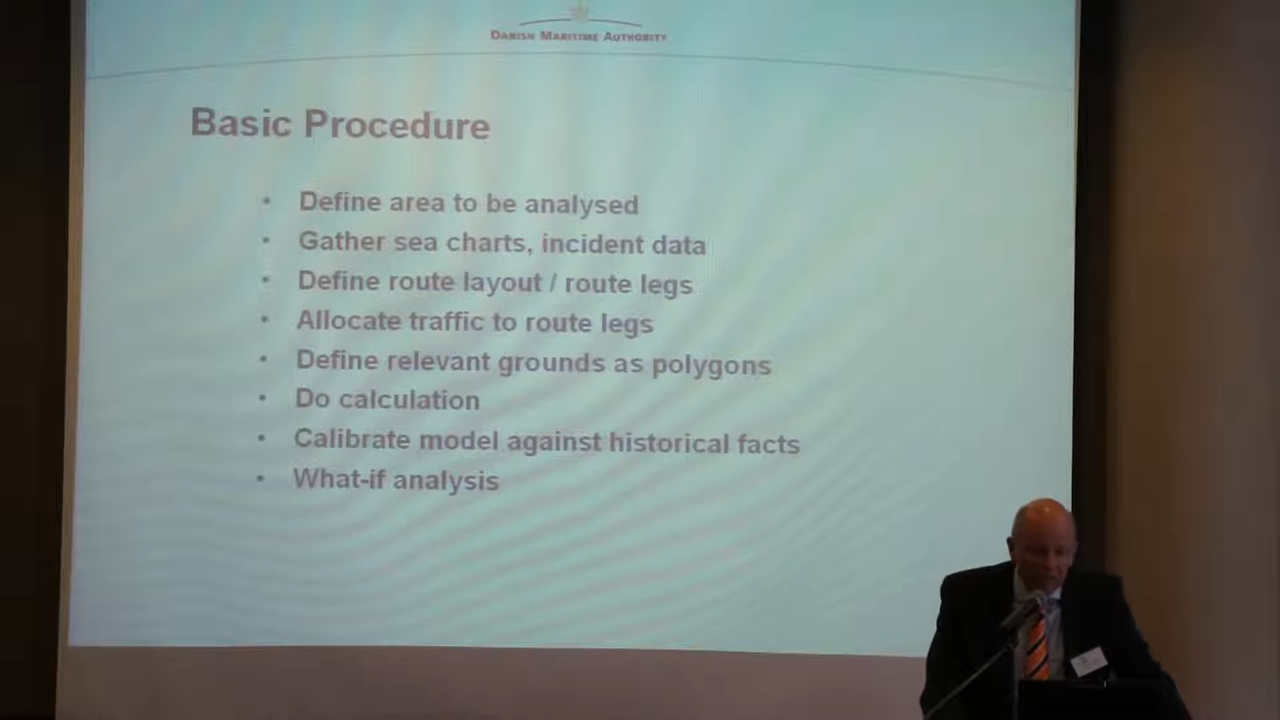 DANISH MARITIME AUTHORITY
Basic Procedure
• Define area to be analysed
• Gather sea charts, incident data
• Define route layout / route legs
• Allocate traffic to route legs
• Define relevant grounds as polygons
• Do calculation
• Calibrate model against historical facts
• What-if analysis